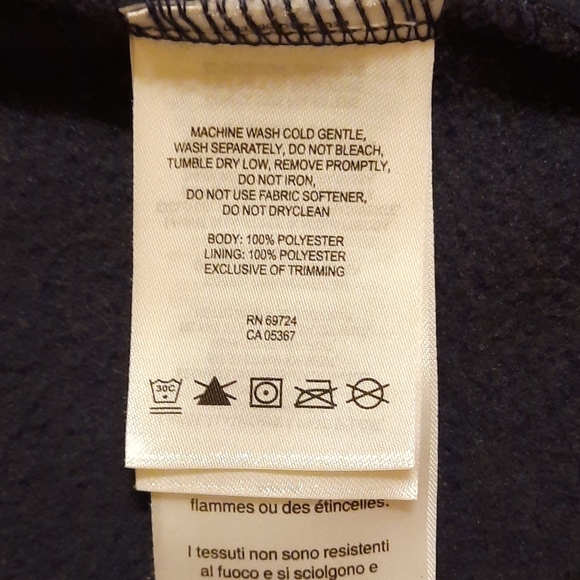 MACHINE WASH COLD GENTLE,
WASH SEPARATELY, DO NOT BLEACH,
TUMBLE DRY LOW, REMOVE PROMPTLY,
DO NOT IRON,
DO NOT USE FABRIC SOFTENER,
DO NOT DRYCLEAN
BODY: 100% POLYESTER
LINING: 100% POLYESTER
EXCLUSIVE OF TRIMMING
RN 69724
CA 05367
30C
flammes ou des étincelles.
I tessuti non sono resistenti
al fuoco e si sciolgono e